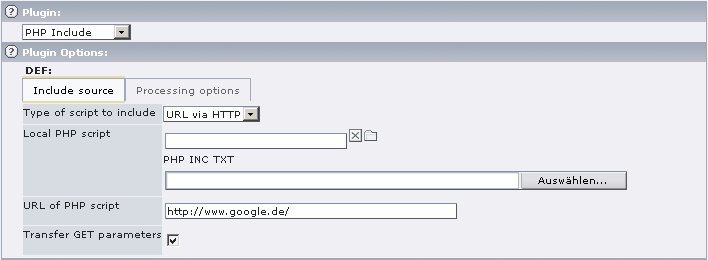 Plugin:
PHP Include
Plugin Options:
DEF:
Include source Processing options
Type of script to include URL via HTTP
Local PHP script
PHP INC TXT
Auswählen...
URL of PHP script http://www.google.de/
Transfer GET parameters